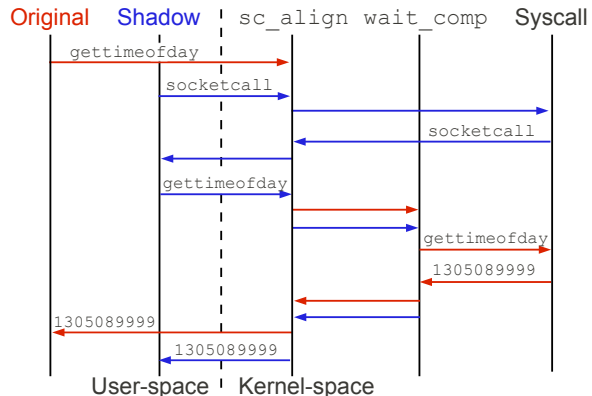 Original Shadow sc_align wait_comp Syscall
gettimeofday
socketcall
socketcall
gettimeofday
gettimeofday
1305089999
1305089999
1305089999
User-space Kernel-space